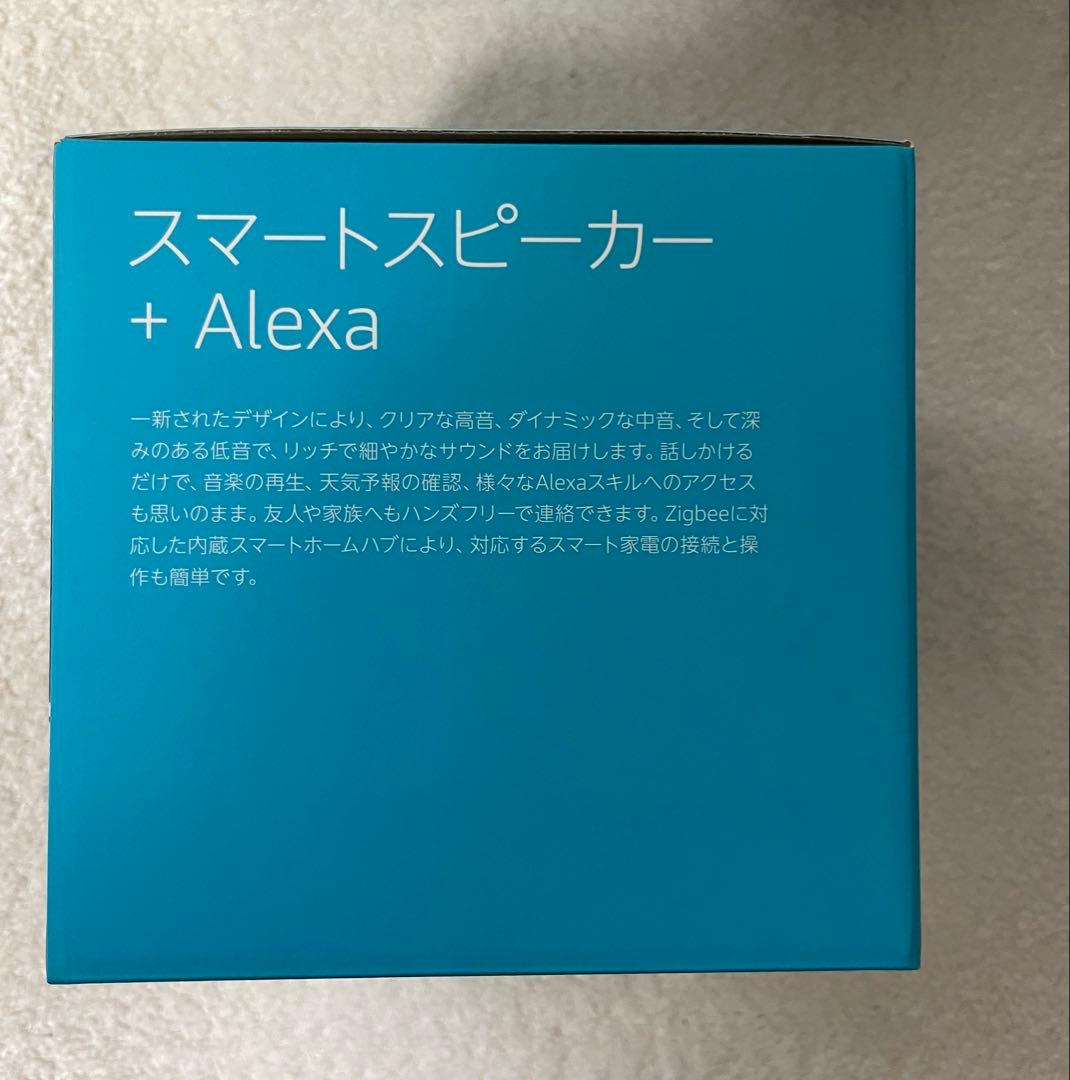 スマートスピーカー
+ Alexa
一新されたデザインにより、クリアな高音、ダイナミックな中音、そして深
みのある低音で、リッチで細やかなサウンドをお届けします。話しかける
だけで、音楽の再生、天気予報の確認、様々なAlexaスキルへのアクセス
も思いのまま。友人や家族へもハンズフリーで連絡できます。Zigbeeに対
応した内蔵スマートホームハブにより、対応するスマート家電の接続と操
作も簡単です。